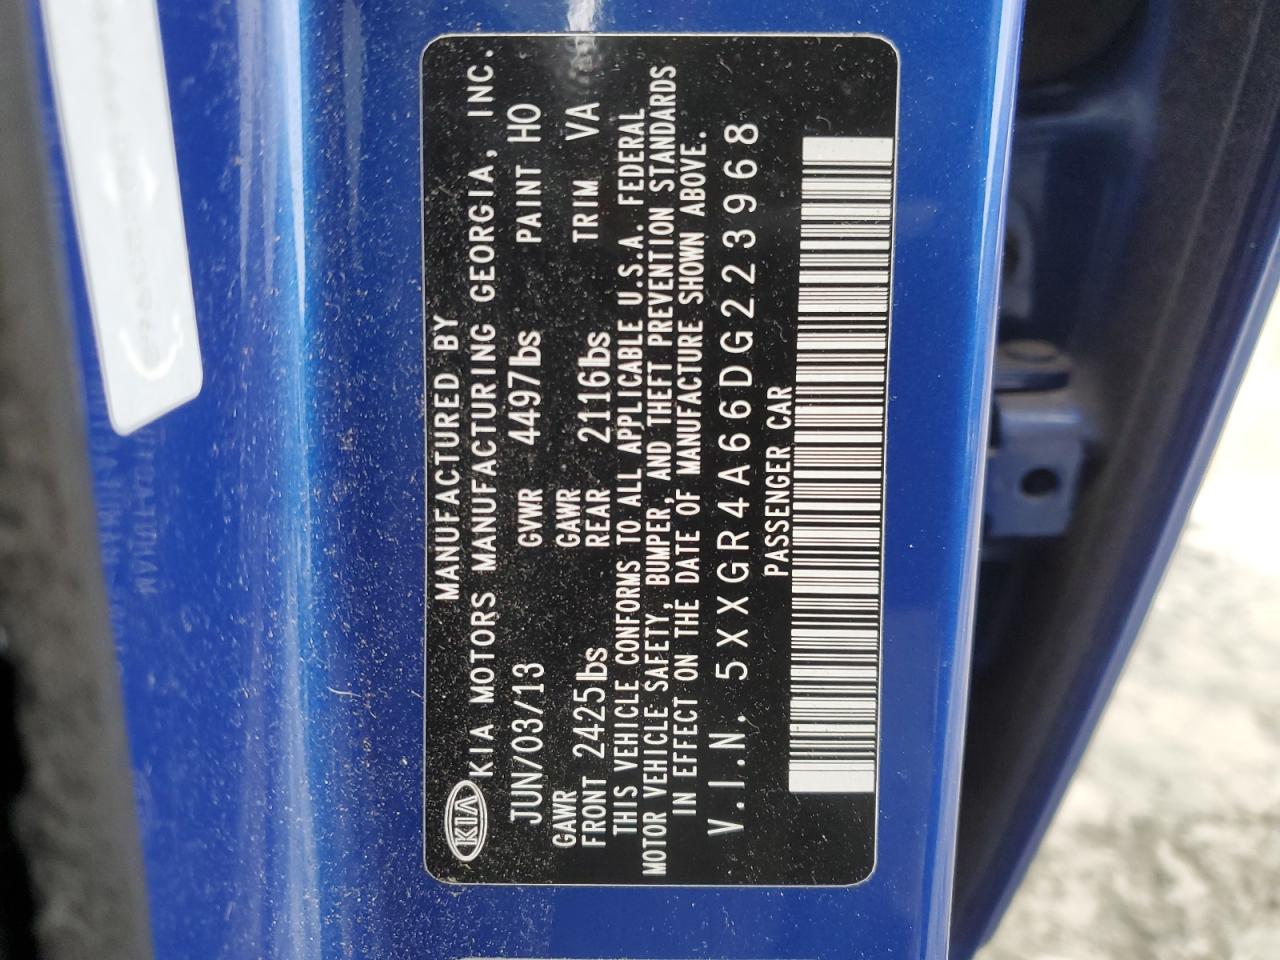 MANUFACTURED BY
KIA KIA MOTORS MANUFACTURING GEORGIA, INC.
JUN/03/13 GVWR 4497lbs PAINT HO
GAWR GAWR
FRONT 2425lbs REAR 2116lbs TRIM VA
THIS VEHICLE CONFORMS TO ALL APPLICABLE U.S.A. FEDERAL
MOTOR VEHICLE SAFETY, BUMPER, AND THEFT PREVENTION STANDARDS
IN EFFECT ON THE DATE OF MANUFACTURE SHOWN ABOVE.
V.I.N. 5XXGR4A66DG223968
PASSENGER CAR